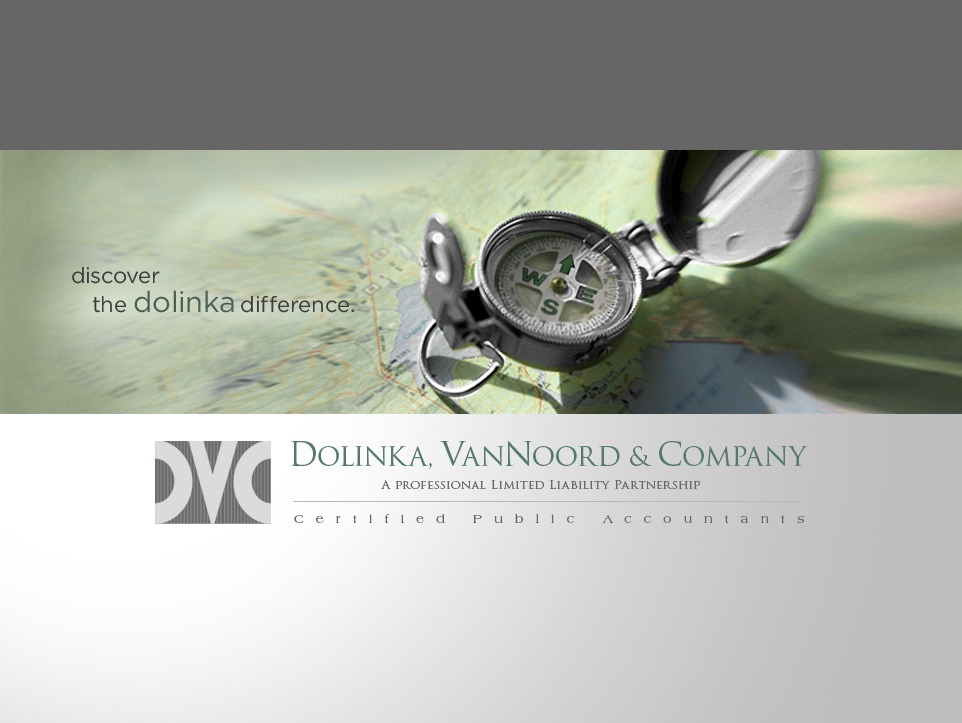 discover
the dolinka difference.
W
E
S
DVC
DOLINKA, VANNOORD & COMPANY
A PROFESSIONAL LIMITED LIABILITY PARTNERSHIP
Certified Public Accountants